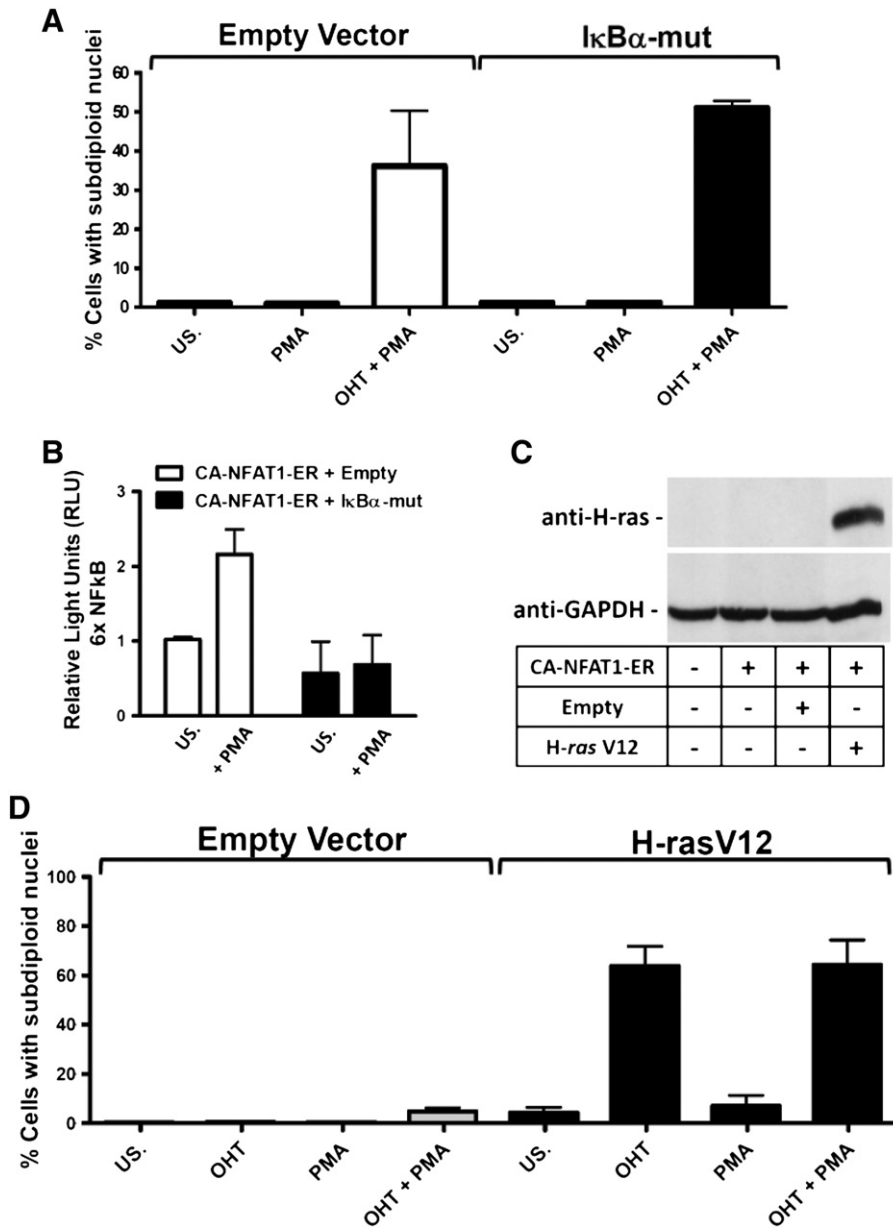 A
Empty Vector
IκBα-mut
% Cells with subdiploid nuclei
60
50
40
30
20
10
0
US.
PMA
OHT + PMA
US.
PMA
OHT + PMA
B
CA-NFAT1-ER + Empty
CA-NFAT1-ER + IκBα-mut
Relative Light Units (RLU)
6x NFkB
3
2
1
0
US.
+ PMA
US.
+ PMA
C
anti-H-ras -
anti-GAPDH -
CA-NFAT1-ER - + + +
Empty - - + -
H-ras V12 - - - +
D
Empty Vector
H-rasV12
% Cells with subdiploid nuclei
100
80
60
40
20
0
US.
OHT
PMA
OHT + PMA
US.
OHT
PMA
OHT + PMA